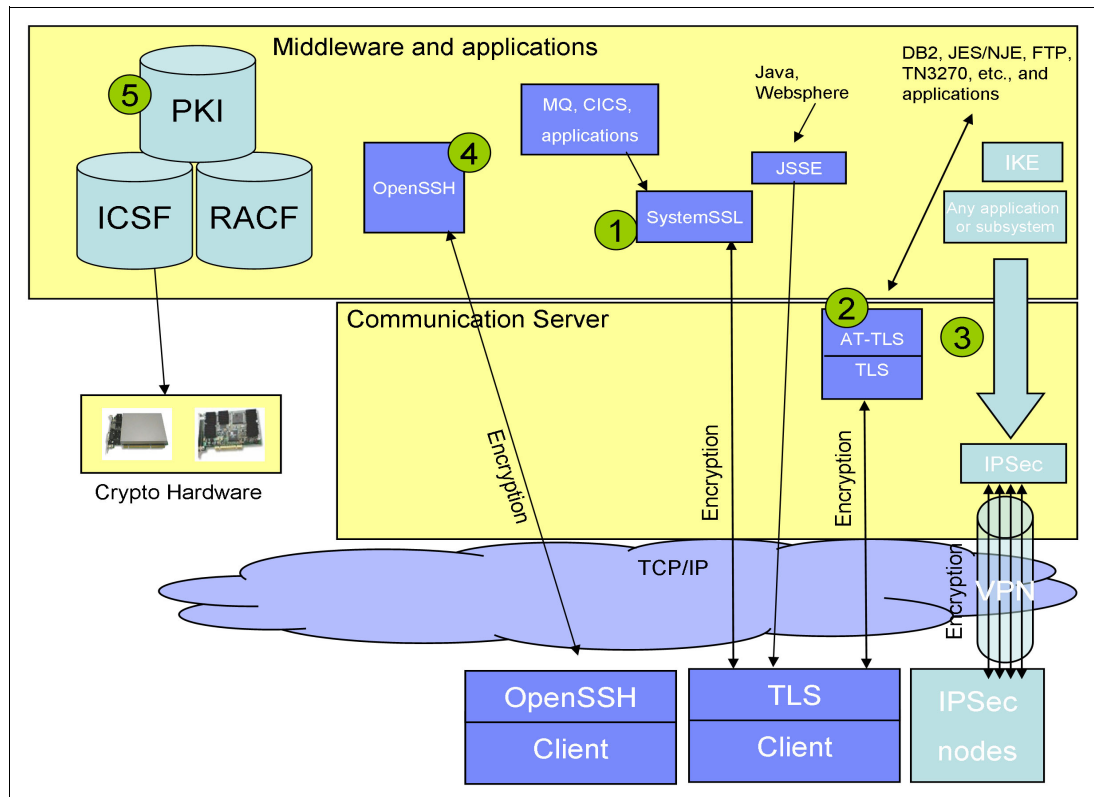 Middleware and applications
5
PKI
ICSF
RACF
OpenSSH
4
MQ, CICS,
applications
1
SystemSSL
Java,
Websphere
JSSE
DB2, JES/NJE, FTP,
TN3270, etc., and
applications
IKE
Any application
or subsystem
Communication Server
2
AT-TLS
TLS
3
IPSec
Crypto Hardware
Encryption
Encryption
Encryption
Encryption
TCP/IP
VPN
OpenSSH
Client
TLS
Client
IPSec
nodes